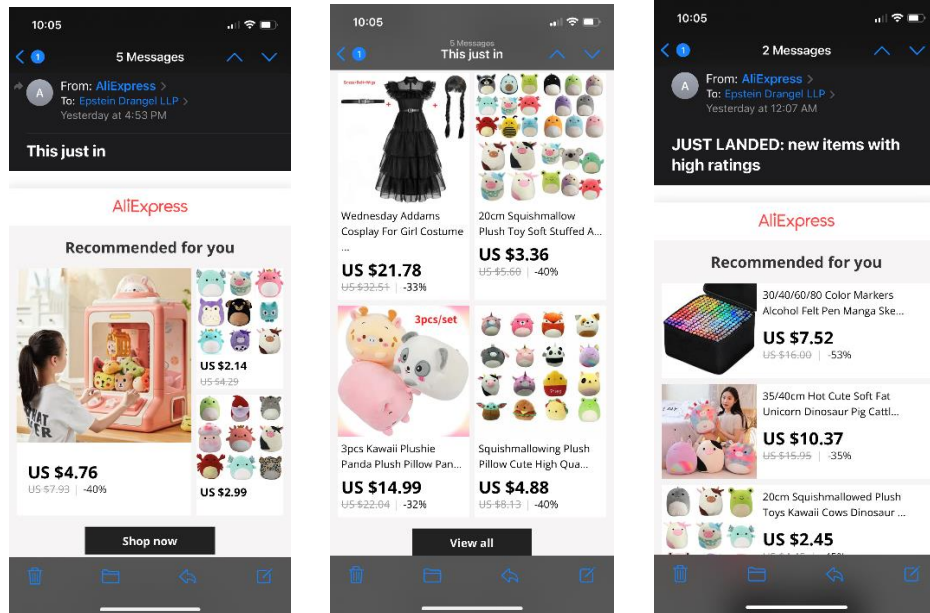 10:05
1
5 Messages
A
From: AliExpress >
To: Epstein Drangel LLP >
Yesterday at 4:53 PM
This just in
AliExpress
Recommended for you
US $2.14
US $4.29
US $4.76
US $7.93 | -40%
US $2.99
Shop now
10:05
1
5 Messages
This just in
Wednesday Addams
Cosplay For Girl Costume
...
US $21.78
US $32.51 | -33%
20cm Squishmallow
Plush Toy Soft Stuffed A...
US $3.36
US $5.60 | -40%
3pcs/set
3pcs Kawaii Plushie
Panda Plush Pillow Pan...
US $14.99
US $22.04 | -32%
Squishmallowing Plush
Pillow Cute High Qua...
US $4.88
US $8.13 | -40%
View all
10:05
1
2 Messages
A
From: AliExpress >
To: Epstein Drangel LLP >
Yesterday at 12:07 AM
JUST LANDED: new items with
high ratings
AliExpress
Recommended for you
30/40/60/80 Color Markers
Alcohol Felt Pen Manga Ske...
US $7.52
US $16.00 | -53%
35/40cm Hot Cute Soft Fat
Unicorn Dinosaur Pig Cattl...
US $10.37
US $15.95 | -35%
20cm Squishmallowed Plush
Toys Kawaii Cows Dinosaur ...
US $2.45